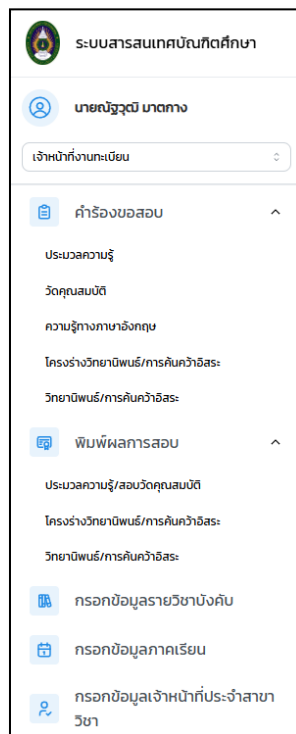 ระบบสารสนเทศบัณฑิตศึกษา
นายณัฐวุฒิ มาตกาง
เจ้าหน้าที่งานทะเบียน
คำร้องขอสอบ
ประมวลความรู้
วัดคุณสมบัติ
ความรู้ทางภาษาอังกฤษ
โครงร่างวิทยานิพนธ์/การค้นคว้าอิสระ
วิทยานิพนธ์/การค้นคว้าอิสระ
พิมพ์ผลการสอบ
ประมวลความรู้/สอบวัดคุณสมบัติ
โครงร่างวิทยานิพนธ์/การค้นคว้าอิสระ
วิทยานิพนธ์/การค้นคว้าอิสระ
กรอกข้อมูลรายวิชาบังคับ
กรอกข้อมูลภาคเรียน
กรอกข้อมูลเจ้าหน้าที่ประจำสาขา
วิชา